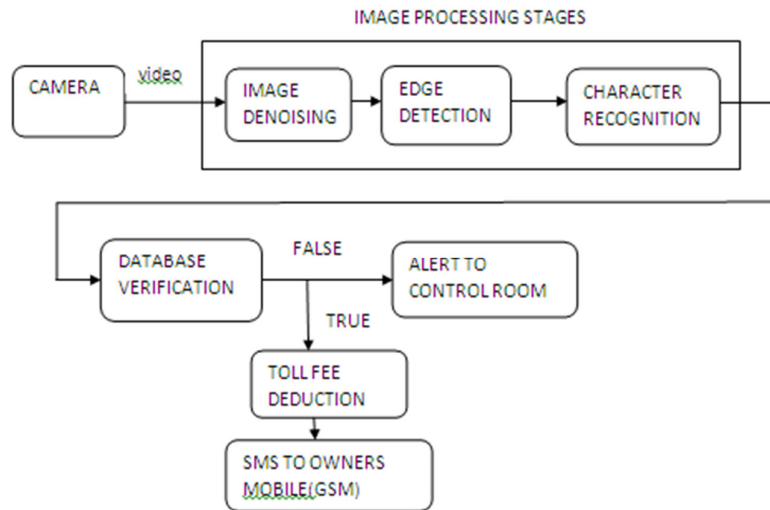 IMAGE PROCESSING STAGES
CAMERA
video
IMAGE
DENOISING
EDGE
DETECTION
CHARACTER
RECOGNITION
DATABASE
VERIFICATION
FALSE
ALERT TO
CONTROL ROOM
TRUE
TOLL FEE
DEDUCTION
SMS TO OWNERS
MOBILE(GSM)